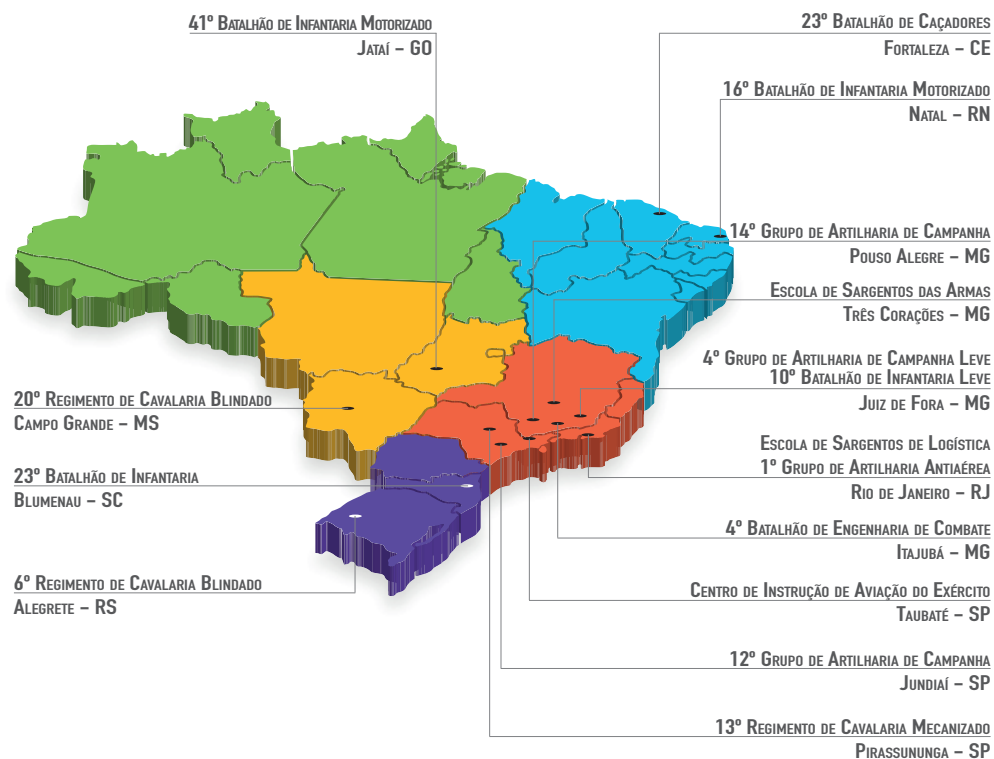 41º Batalhão de Infantaria Motorizado
Jataí – GO
23º Batalhão de Caçadores
Fortaleza – CE
16º Batalhão de Infantaria Motorizado
Natal – RN
14º Grupo de Artilharia de Campanha
Pouso Alegre – MG
Escola de Sargentos das Armas
Três Corações – MG
4º Grupo de Artilharia de Campanha Leve
10º Batalhão de Infantaria Leve
Juiz de Fora – MG
20º Regimento de Cavalaria Blindado
Campo Grande – MS
Escola de Sargentos de Logística
1º Grupo de Artilharia Antiaérea
Rio de Janeiro – RJ
23º Batalhão de Infantaria
Blumenau – SC
4º Batalhão de Engenharia de Combate
Itajubá – MG
6º Regimento de Cavalaria Blindado
Alegrete – RS
Centro de Instrução de Aviação do Exército
Taubaté – SP
12º Grupo de Artilharia de Campanha
Jundiaí – SP
13º Regimento de Cavalaria Mecanizado
Pirassununga – SP